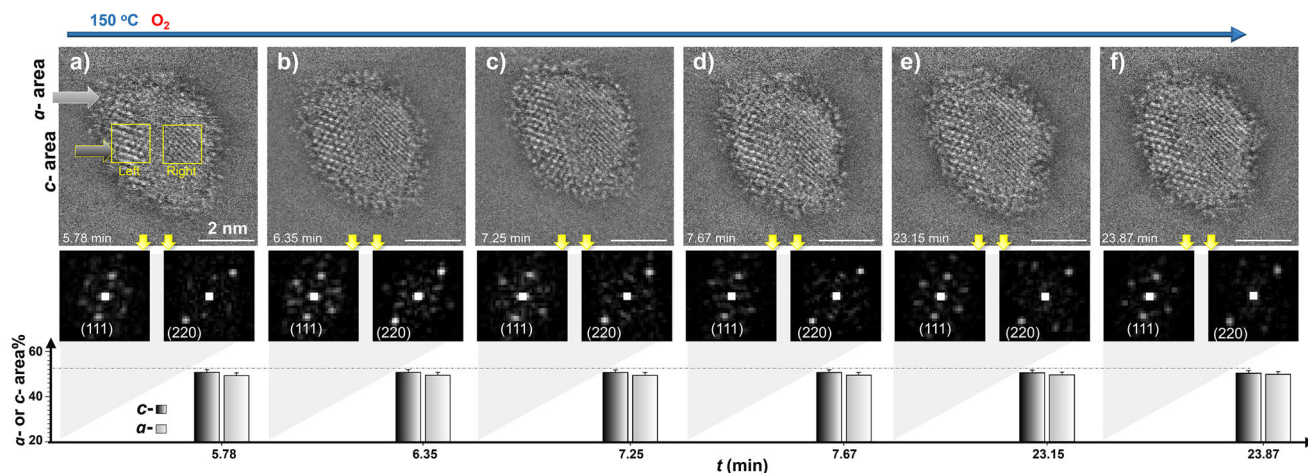 150 °C O₂
a) b) c) d) e) f)
a- area
c- area
Left Right
2 nm
5.78 min 6.35 min 7.25 min 7.67 min 23.15 min 23.87 min
(111) (220) (111) (220) (111) (220) (111) (220) (111) (220) (111) (220)
a- or c- area%
60
40
20
c-
a-
5.78 6.35 7.25 7.67 23.15 23.87
t (min)